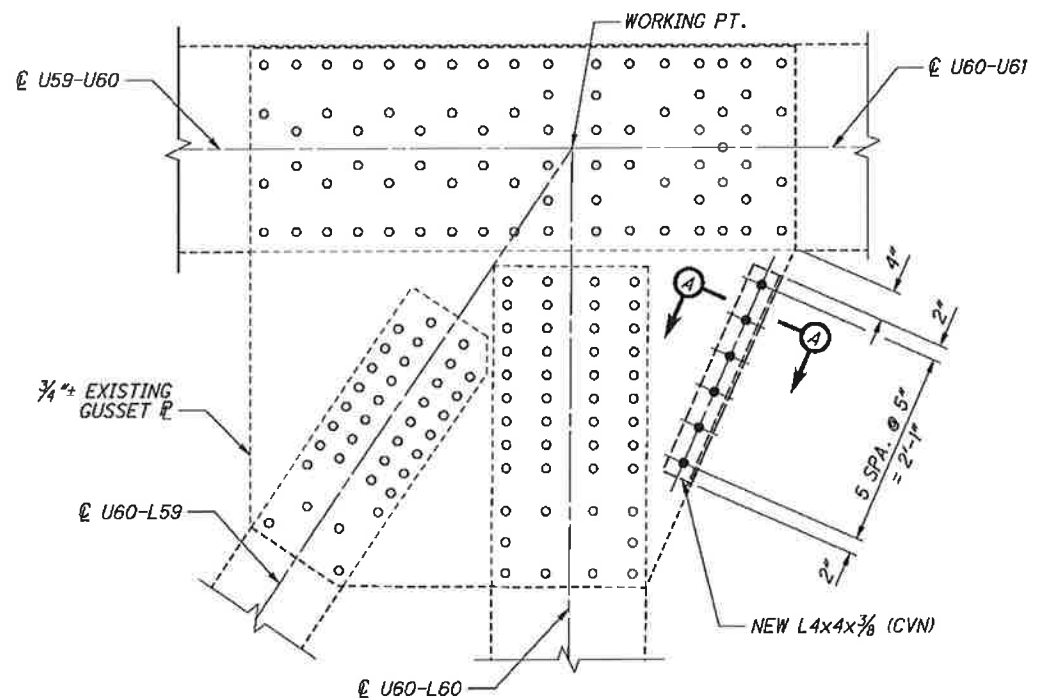 WORKING PT.
℄ U59-U60
℄ U60-U61
4"
2"
A
A
3/4"± EXISTING
GUSSET ⅊
5 SPA. @ 5"
= 2'-1"
℄ U60-L59
2"
NEW L4x4x3/8 (CVN)
℄ U60-L60